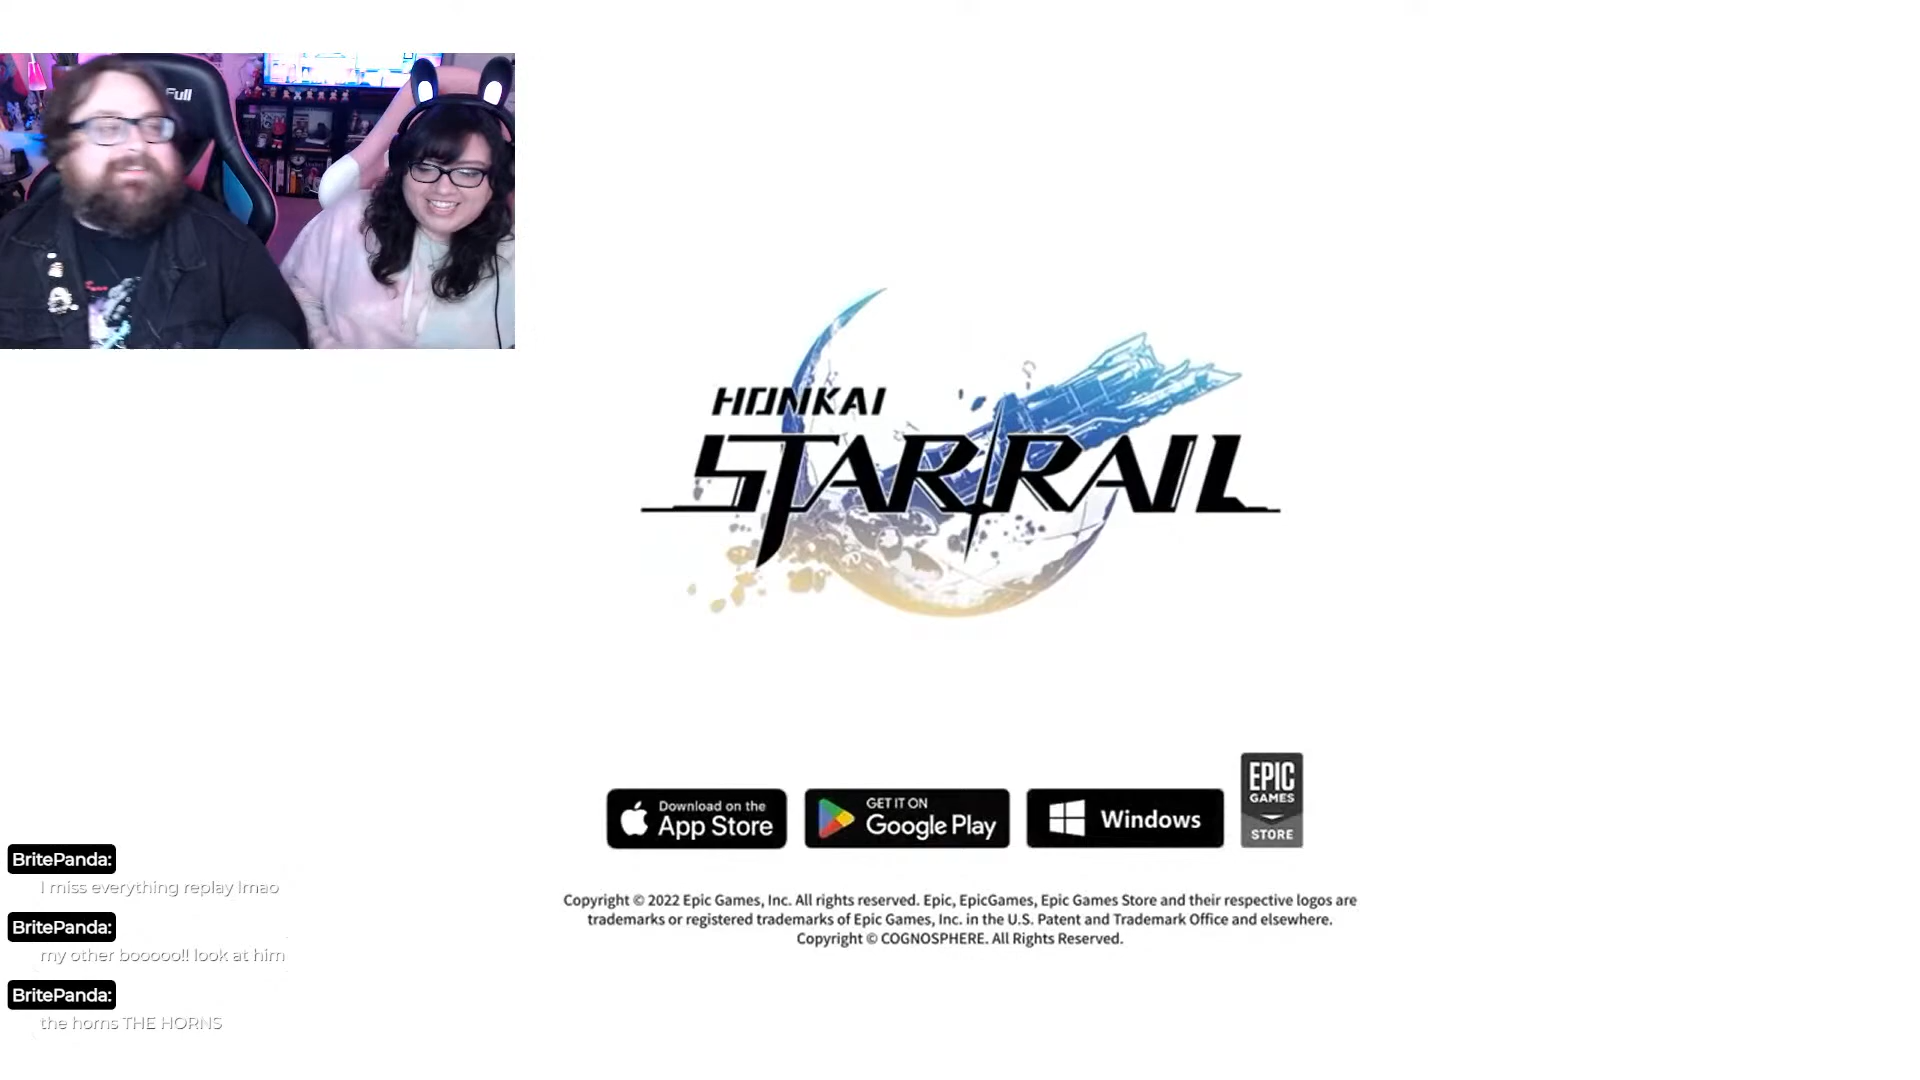 Full
HONKAI
STAR RAIL
Download on the
App Store
GET IT ON
Google Play
Windows
EPIC
GAMES
STORE
BritePanda:
I miss everything replay lmao
BritePanda:
my other booooo!! look at him
BritePanda:
the horns THE HORNS
Copyright © 2022 Epic Games, Inc. All rights reserved. Epic, EpicGames, Epic Games Store and their respective logos are
trademarks or registered trademarks of Epic Games, Inc. in the U.S. Patent and Trademark Office and elsewhere.
Copyright © COGNOSPHERE. All Rights Reserved.